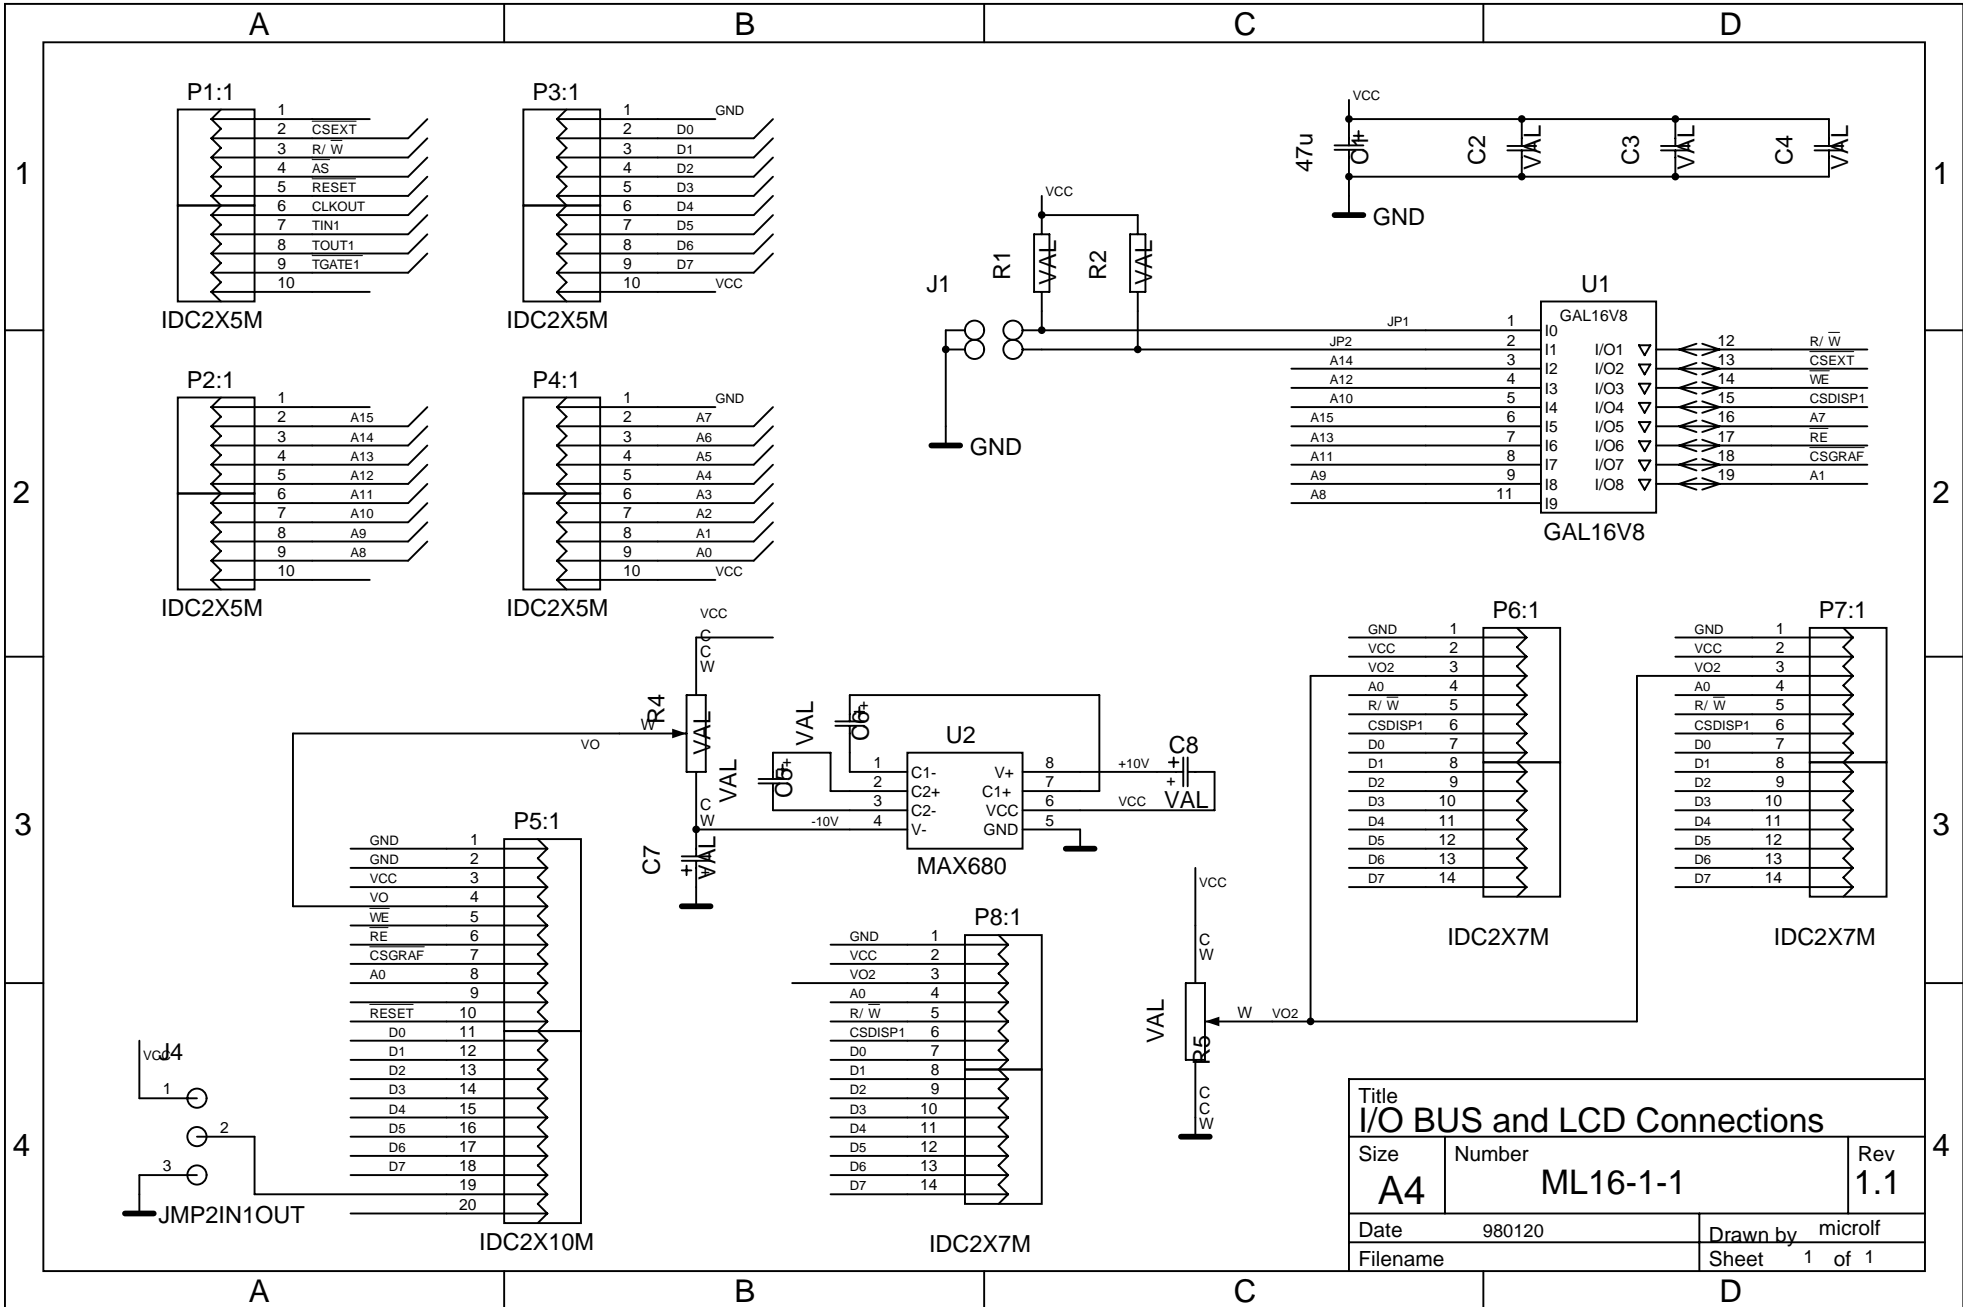 A B C D
1
2
3
4
1
2
3
4
A B C D
P1:1
1
2 CSEXT
3 R/ W
4 AS
5 RESET
6 CLKOUT
7 TIN1
8 TOUT1
9 TGATE1
10
IDC2X5M
P3:1
1 GND
2 D0
3 D1
4 D2
5 D3
6 D4
7 D5
8 D6
9 D7
10 VCC
IDC2X5M
P2:1
1
2 A15
3 A14
4 A13
5 A12
6 A11
7 A10
8 A9
9 A8
10
IDC2X5M
P4:1
1 GND
2 A7
3 A6
4 A5
5 A4
6 A3
7 A2
8 A1
9 A0
10 VCC
IDC2X5M
VCC
47u
C2 VAL
C3 VAL
C4 VAL
GND
VCC
R1 VAL
R2 VAL
J1
GND
U1
GAL16V8
JP1 1 I0
JP2 2 I1
A14 3 I2
A12 4 I3
A10 5 I4
A15 6 I5
A13 7 I6
A11 8 I7
A9 9 I8
A8 11 I9
I/O1 12 R/ W
I/O2 13 CSEXT
I/O3 14 WE
I/O4 15 CSDISP1
I/O5 16 A7
I/O6 17 RE
I/O7 18 CSGRAF
I/O8 19 A1
GAL16V8
VCC
C
C
W
R4 VAL
W
VO
C
W
C7 VAL
VAL
C5
VAL
C6
U2
1 C1-
2 C2+
3 C2-
-10V 4 V-
V+ 8 +10V
C1+ 7
VCC 6 VCC
GND 5
MAX680
C8
VAL
P5:1
GND 1
GND 2
VCC 3
VO 4
WE 5
RE 6
CSGRAF 7
A0 8
9
RESET 10
D0 11
D1 12
D2 13
D3 14
D4 15
D5 16
D6 17
D7 18
19
20
IDC2X10M
VCC J4
1
2
3
JMP2IN1OUT
P8:1
GND 1
VCC 2
VO2 3
A0 4
R/ W 5
CSDISP1 6
D0 7
D1 8
D2 9
D3 10
D4 11
D5 12
D6 13
D7 14
IDC2X7M
VCC
C
W
VAL
R5
W VO2
C
C
W
P6:1
GND 1
VCC 2
VO2 3
A0 4
R/ W 5
CSDISP1 6
D0 7
D1 8
D2 9
D3 10
D4 11
D5 12
D6 13
D7 14
IDC2X7M
P7:1
GND 1
VCC 2
VO2 3
A0 4
R/ W 5
CSDISP1 6
D0 7
D1 8
D2 9
D3 10
D4 11
D5 12
D6 13
D7 14
IDC2X7M
Title
I/O BUS and LCD Connections
Size Number Rev
A4 ML16-1-1 1.1
Date 980120 Drawn by microlf
Filename Sheet 1 of 1